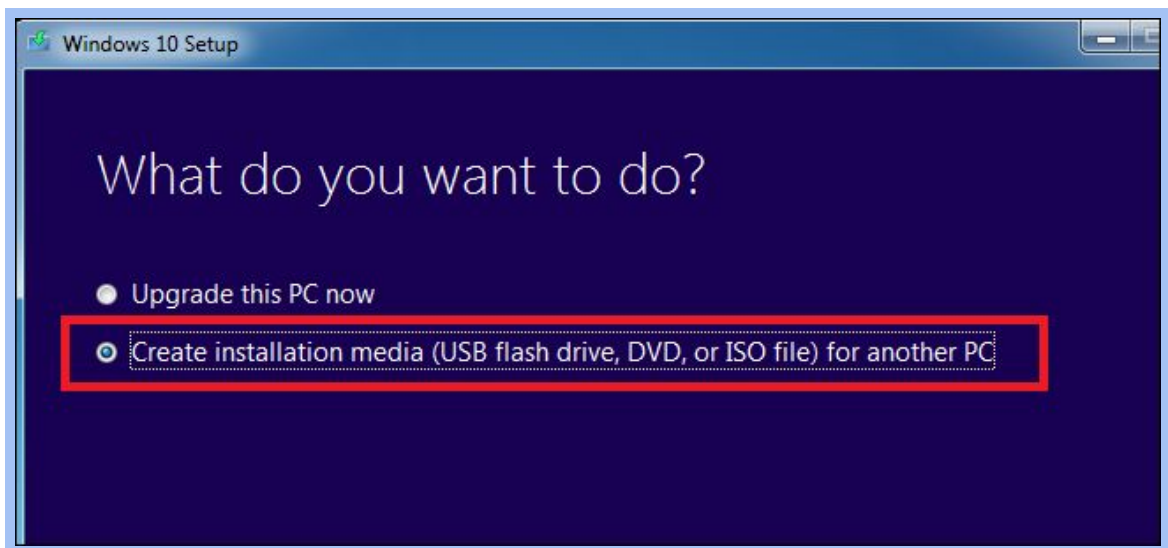 Windows 10 Setup
What do you want to do?
Upgrade this PC now
Create installation media (USB flash drive, DVD, or ISO file) for another PC